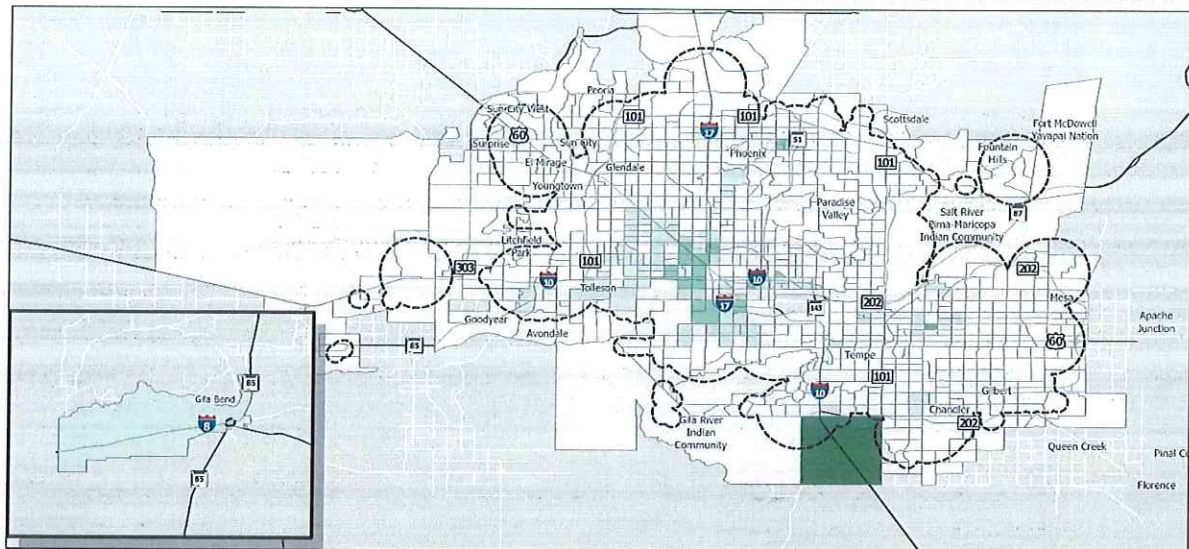 Peoria
Sun City West
101
101
17
Scottsdale
Fort McDowell
Yavapai Nation
60
Surprise
Sun City
Phoenix
51
Fountain
Hills
El Mirage
Glendale
101
Youngtown
Paradise
Valley
Salt River
Pima-Maricopa
Indian Community
87
Litchfield
Park
303
101
10
10
202
Tolleson
Mesa
17
143
202
Goodyear
Avondale
Apache
Junction
85
Tempe
60
101
10
Gilbert
Chandler
Gila River
Indian
Community
202
Queen Creek
Pinal Co
Florence
85
Gila Bend
8
85